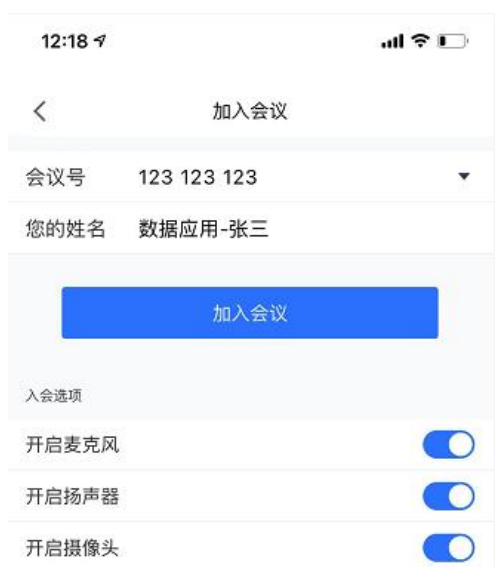 12:18
加入会议
会议号 123 123 123
您的姓名 数据应用-张三
加入会议
入会选项
开启麦克风
开启扬声器
开启摄像头